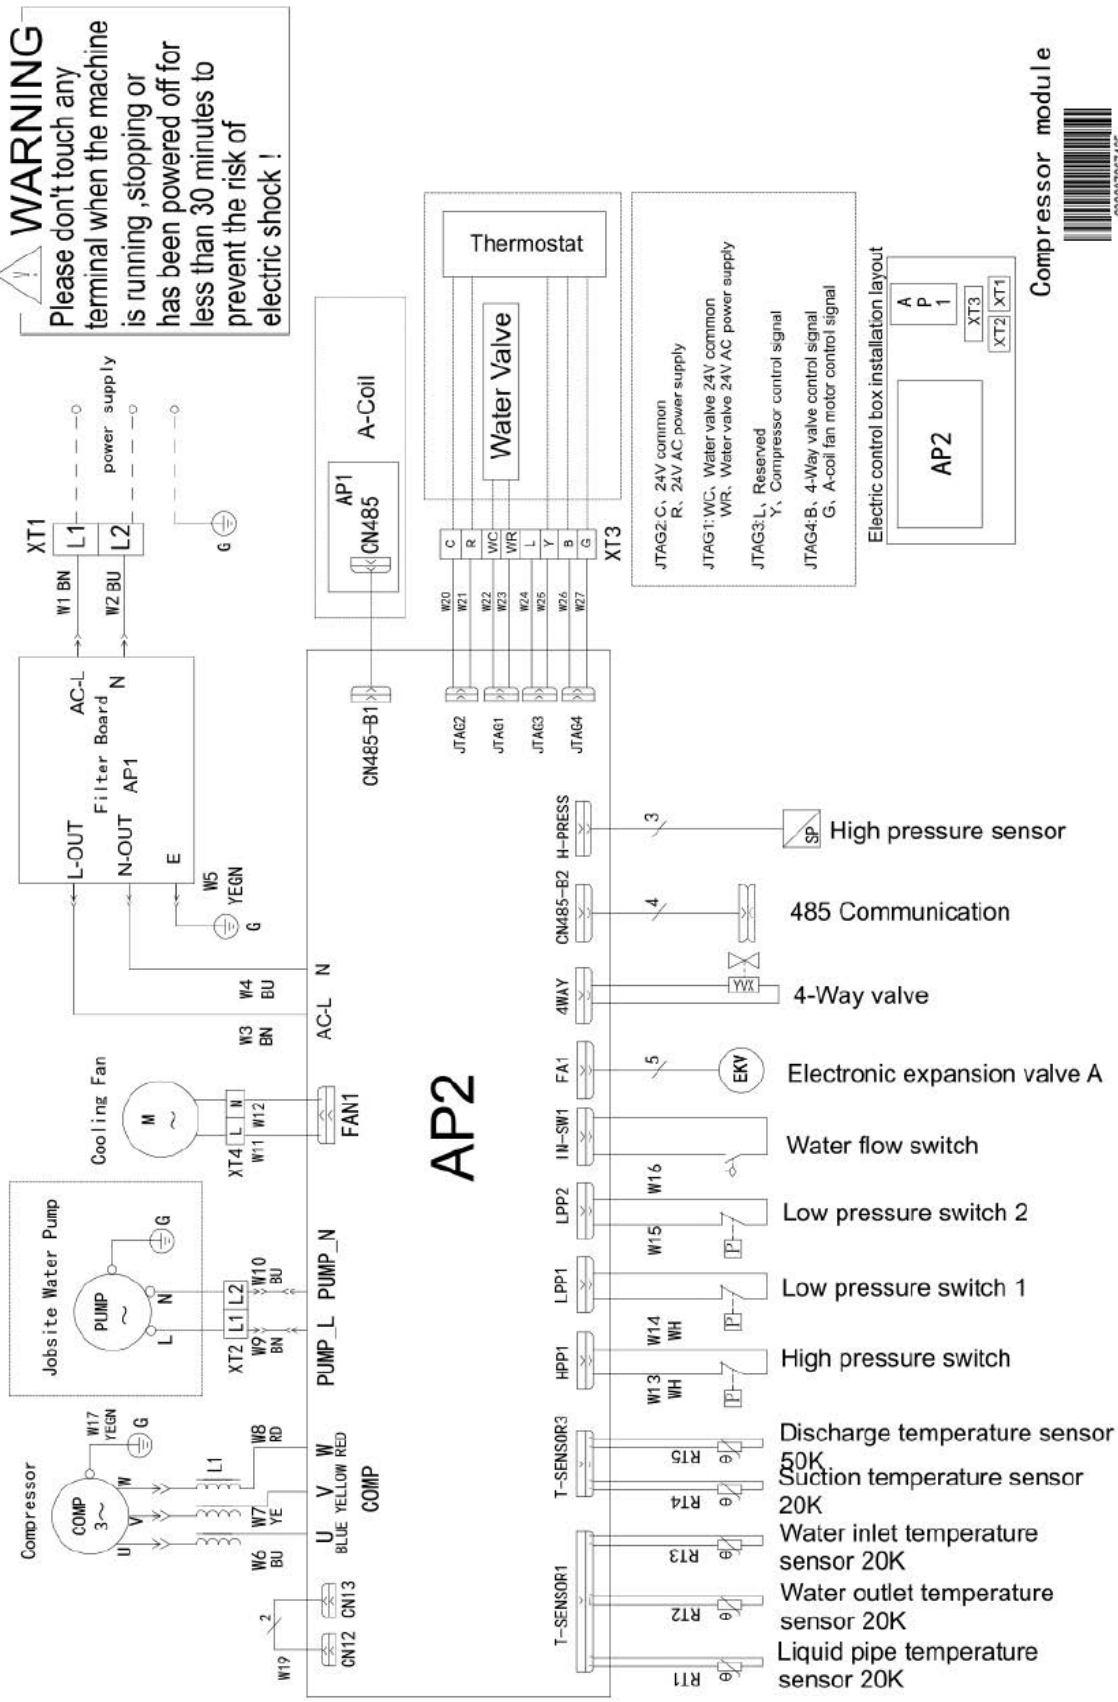 WARNING
Please don't touch any
terminal when the machine
is running ,stopping or
has been powered off for
less than 30 minutes to
prevent the risk of
electric shock !
XT1
L1
L2
power supply
G
W1 BN
W2 BU
AC-L
N
Filter Board
AP1
L-OUT
N-OUT
E
W5
YEGN
G
W4
BU
W3
BN
AC-L
N
A-Coil
AP1
CN485
CN485-B1
Thermostat
Water Valve
C
R
WC
WR
L
Y
B
G
XT3
W20
W21
W22
W23
W24
W25
W26
W27
JTAG2
JTAG1
JTAG3
JTAG4
JTAG2: C、24V common
R、24V AC power supply
JTAG1: WC、Water valve 24V common
WR、Water valve 24V AC power supply
JTAG3: L、Reserved
Y、Compressor control signal
JTAG4: B、4-Way valve control signal
G、A-coil fan motor control signal
Electric control box installation layout
AP2
AP1
XT3
XT2
XT1
Compressor module
Cooling Fan
M
~
XT4
L
N
W11
W12
FAN1
Jobsite Water Pump
PUMP
~
G
L
N
XT2
L1
L2
W9
BN
W10
BU
PUMP_L
PUMP_N
Compressor
COMP
3~
W17
YEGN
G
U
V
W
L1
W6
BU
W7
YE
W8
RD
U
V
W
BLUE YELLOW RED
COMP
W19
2
CN12
CN13
AP2
H-PRESS
3
SP
High pressure sensor
CN485-B2
4
485 Communication
4WAY
YVX
4-Way valve
FA1
5
EKV
Electronic expansion valve A
IN-SW1
Water flow switch
LPP2
W15
W16
P
Low pressure switch 2
LPP1
P
Low pressure switch 1
HPP1
W13
WH
W14
WH
P
High pressure switch
T-SENSOR3
RT5
θ
Discharge temperature sensor
50K
RT4
θ
Suction temperature sensor
20K
T-SENSOR1
RT3
θ
Water inlet temperature
sensor 20K
RT2
θ
Water outlet temperature
sensor 20K
RT1
θ
Liquid pipe temperature
sensor 20K